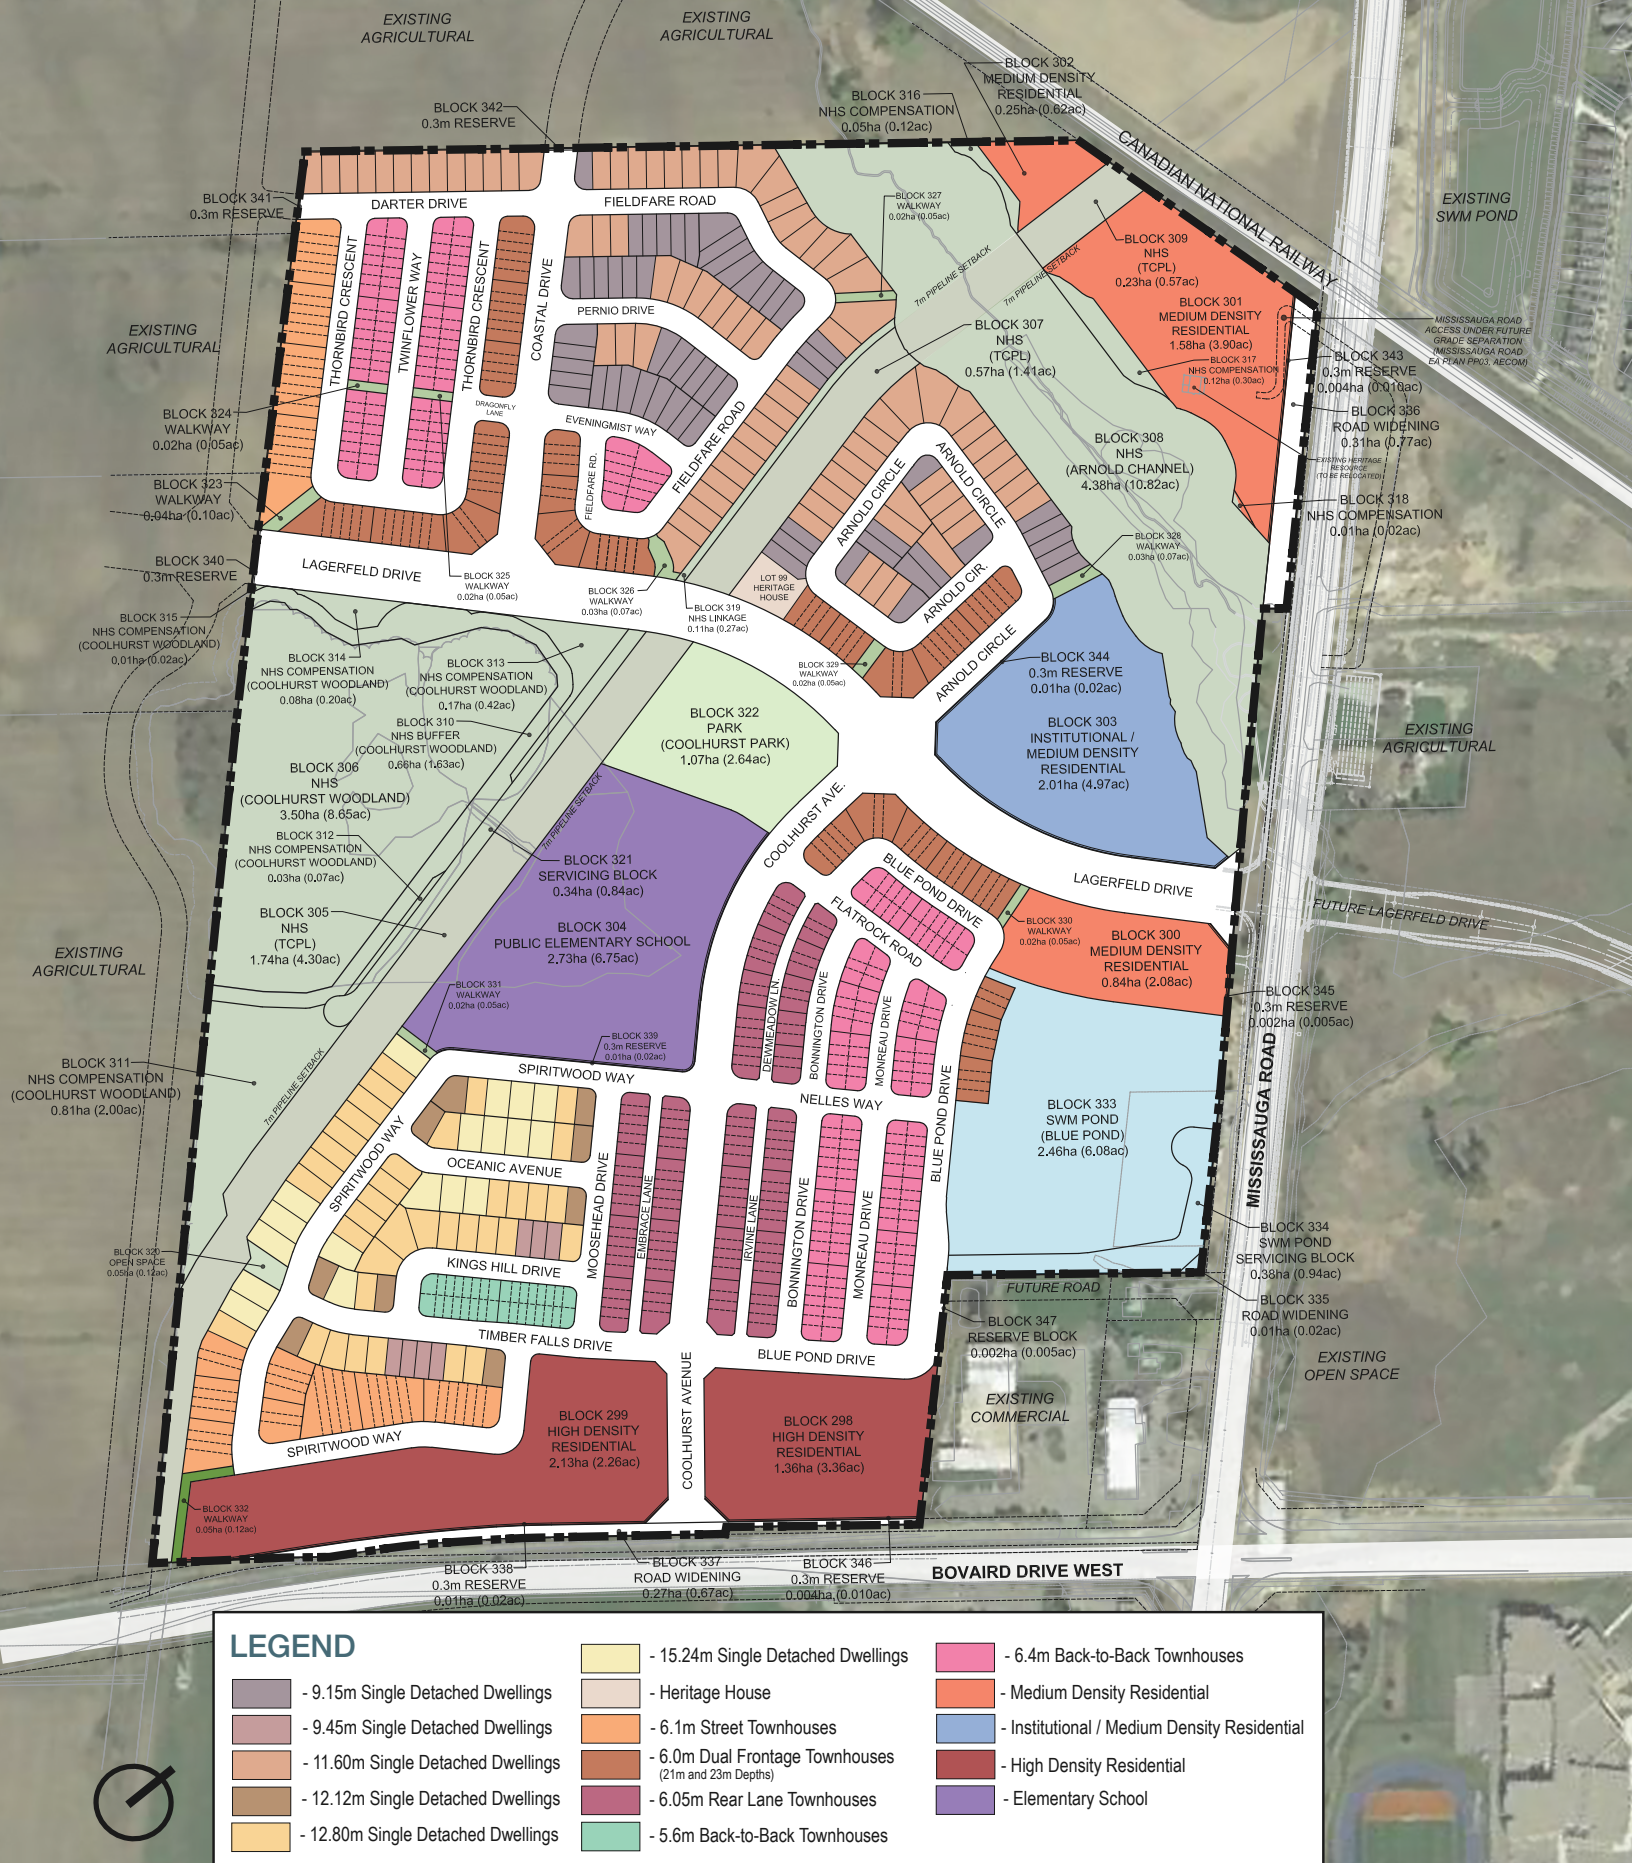 EXISTING
AGRICULTURAL
EXISTING
AGRICULTURAL
BLOCK 302
MEDIUM DENSITY
RESIDENTIAL
0.25ha (0.62ac)
BLOCK 316
NHS COMPENSATION
0.05ha (0.12ac)
BLOCK 342
0.3m RESERVE
CANADIAN NATIONAL RAILWAY
EXISTING
SWM POND
BLOCK 341
0.3m RESERVE
DARTER DRIVE
FIELDFARE ROAD
BLOCK 327
WALKWAY
0.02ha (0.05ac)
7m PIPELINE SETBACK
7m PIPELINE SETBACK
BLOCK 309
NHS
(TCPL)
0.23ha (0.57ac)
BLOCK 301
MEDIUM DENSITY
RESIDENTIAL
1.58ha (3.90ac)
MISSISSAUGA ROAD
ACCESS UNDER FUTURE
GRADE SEPARATION
(MISSISSAUGA ROAD
EA PLAN PP03, AECOM)
THORNBIRD CRESCENT
TWINFLOWER WAY
THORNBIRD CRESCENT
COASTAL DRIVE
PERNIO DRIVE
EXISTING
AGRICULTURAL
BLOCK 307
NHS
(TCPL)
0.57ha (1.41ac)
BLOCK 317
NHS COMPENSATION
0.12ha (0.30ac)
BLOCK 343
0.3m RESERVE
0.004ha (0.010ac)
BLOCK 336
ROAD WIDENING
0.31ha (0.77ac)
DRAGONFLY
LANE
EVENINGMIST WAY
FIELDFARE ROAD
FIELDFARE RD.
BLOCK 324
WALKWAY
0.02ha (0.05ac)
BLOCK 308
NHS
(ARNOLD CHANNEL)
4.38ha (10.82ac)
EXISTING HERITAGE
RESOURCE
(TO BE RELOCATED)
ARNOLD CIRCLE
ARNOLD CIRCLE
BLOCK 323
WALKWAY
0.04ha (0.10ac)
BLOCK 318
NHS COMPENSATION
0.01ha (0.02ac)
BLOCK 328
WALKWAY
0.03ha (0.07ac)
BLOCK 340
0.3m RESERVE
LAGERFELD DRIVE
BLOCK 325
WALKWAY
0.02ha (0.05ac)
BLOCK 326
WALKWAY
0.03ha (0.07ac)
BLOCK 319
NHS LINKAGE
0.11ha (0.27ac)
LOT 99
HERITAGE
HOUSE
ARNOLD CIR.
ARNOLD CIRCLE
BLOCK 315
NHS COMPENSATION
(COOLHURST WOODLAND)
0.01ha (0.02ac)
BLOCK 314
NHS COMPENSATION
(COOLHURST WOODLAND)
0.08ha (0.20ac)
BLOCK 313
NHS COMPENSATION
(COOLHURST WOODLAND)
0.17ha (0.42ac)
BLOCK 329
WALKWAY
0.02ha (0.05ac)
BLOCK 344
0.3m RESERVE
0.01ha (0.02ac)
BLOCK 310
NHS BUFFER
(COOLHURST WOODLAND)
0.66ha (1.63ac)
BLOCK 322
PARK
(COOLHURST PARK)
1.07ha (2.64ac)
BLOCK 303
INSTITUTIONAL /
MEDIUM DENSITY
RESIDENTIAL
2.01ha (4.97ac)
EXISTING
AGRICULTURAL
BLOCK 306
NHS
(COOLHURST WOODLAND)
3.50ha (8.65ac)
7m PIPELINE SETBACK
COOLHURST AVE.
BLOCK 312
NHS COMPENSATION
(COOLHURST WOODLAND)
0.03ha (0.07ac)
BLOCK 321
SERVICING BLOCK
0.34ha (0.84ac)
BLUE POND DRIVE
LAGERFELD DRIVE
FUTURE LAGERFELD DRIVE
BLOCK 305
NHS
(TCPL)
1.74ha (4.30ac)
BLOCK 304
PUBLIC ELEMENTARY SCHOOL
2.73ha (6.75ac)
FLATROCK ROAD
BLOCK 330
WALKWAY
0.02ha (0.05ac)
BLOCK 300
MEDIUM DENSITY
RESIDENTIAL
0.84ha (2.08ac)
EXISTING
AGRICULTURAL
BLOCK 331
WALKWAY
0.02ha (0.05ac)
DEWMEADOW LN.
BONNINGTON DRIVE
MONREAU DRIVE
BLOCK 345
0.3m RESERVE
0.002ha (0.005ac)
BLOCK 339
0.3m RESERVE
0.01ha (0.02ac)
BLOCK 311
NHS COMPENSATION
(COOLHURST WOODLAND)
0.81ha (2.00ac)
7m PIPELINE SETBACK
SPIRITWOOD WAY
NELLES WAY
BLUE POND DRIVE
BLOCK 333
SWM POND
(BLUE POND)
2.46ha (6.08ac)
MISSISSAUGA ROAD
SPIRITWOOD WAY
OCEANIC AVENUE
MOOSEHEAD DRIVE
EMBRACE LANE
IRVINE LANE
BONNINGTON DRIVE
MONREAU DRIVE
BLOCK 320
OPEN SPACE
0.05ha (0.12ac)
KINGS HILL DRIVE
BLOCK 334
SWM POND
SERVICING BLOCK
0.38ha (0.94ac)
FUTURE ROAD
BLOCK 335
ROAD WIDENING
0.01ha (0.02ac)
BLOCK 347
RESERVE BLOCK
0.002ha (0.005ac)
TIMBER FALLS DRIVE
BLUE POND DRIVE
EXISTING
OPEN SPACE
EXISTING
COMMERCIAL
COOLHURST AVENUE
BLOCK 299
HIGH DENSITY
RESIDENTIAL
2.13ha (2.26ac)
BLOCK 298
HIGH DENSITY
RESIDENTIAL
1.36ha (3.36ac)
SPIRITWOOD WAY
BLOCK 332
WALKWAY
0.05ha (0.12ac)
BLOCK 338
0.3m RESERVE
0.01ha (0.02ac)
BLOCK 337
ROAD WIDENING
0.27ha (0.67ac)
BLOCK 346
0.3m RESERVE
0.004ha (0.010ac)
BOVAIRD DRIVE WEST
LEGEND
- 9.15m Single Detached Dwellings
- 9.45m Single Detached Dwellings
- 11.60m Single Detached Dwellings
- 12.12m Single Detached Dwellings
- 12.80m Single Detached Dwellings
- 15.24m Single Detached Dwellings
- Heritage House
- 6.1m Street Townhouses
- 6.0m Dual Frontage Townhouses
(21m and 23m Depths)
- 6.05m Rear Lane Townhouses
- 5.6m Back-to-Back Townhouses
- 6.4m Back-to-Back Townhouses
- Medium Density Residential
- Institutional / Medium Density Residential
- High Density Residential
- Elementary School